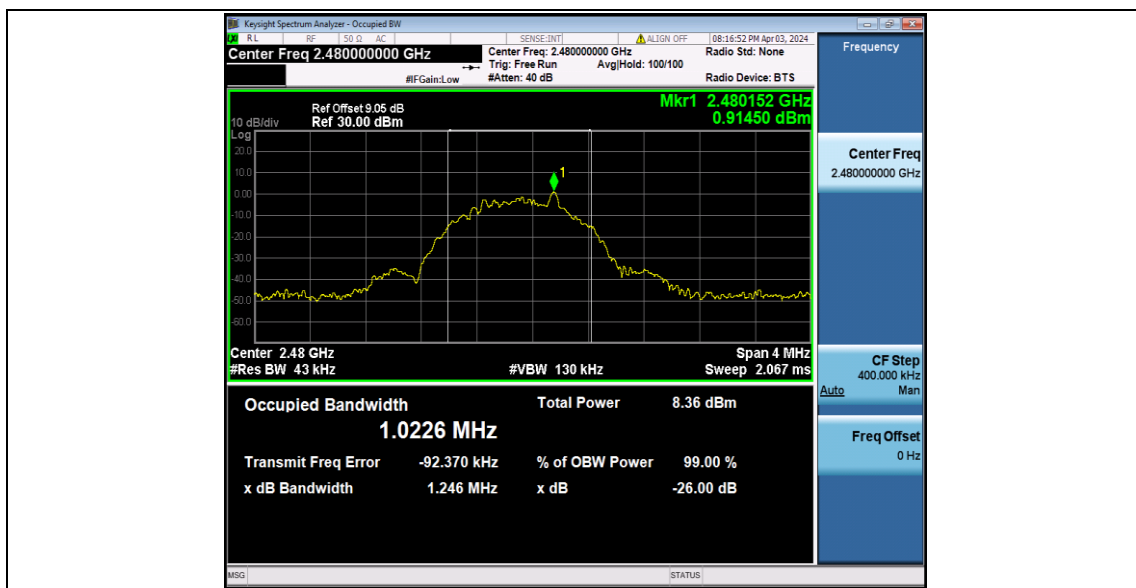 Keysight Spectrum Analyzer - Occupied BW
RL RF 50 Ω AC SENSE:INT ALIGN OFF 08:16:52 PM Apr 03, 2024
Center Freq 2.480000000 GHz
Center Freq: 2.480000000 GHz Radio Std: None
Trig: Free Run Avg|Hold: 100/100
#IFGain:Low #Atten: 40 dB Radio Device: BTS
Frequency
Mkr1 2.480152 GHz
0.91450 dBm
Ref Offset 9.05 dB
10 dB/div Ref 30.00 dBm
Log
20.0
10.0
0.00
-10.0
-20.0
-30.0
-40.0
-50.0
-60.0
1
Center 2.48 GHz Span 4 MHz
#Res BW 43 kHz #VBW 130 kHz Sweep 2.067 ms
Center Freq
2.480000000 GHz
CF Step
400.000 kHz
Auto Man
Freq Offset
0 Hz
Occupied Bandwidth Total Power 8.36 dBm
1.0226 MHz
Transmit Freq Error -92.370 kHz % of OBW Power 99.00 %
x dB Bandwidth 1.246 MHz x dB -26.00 dB
MSG STATUS